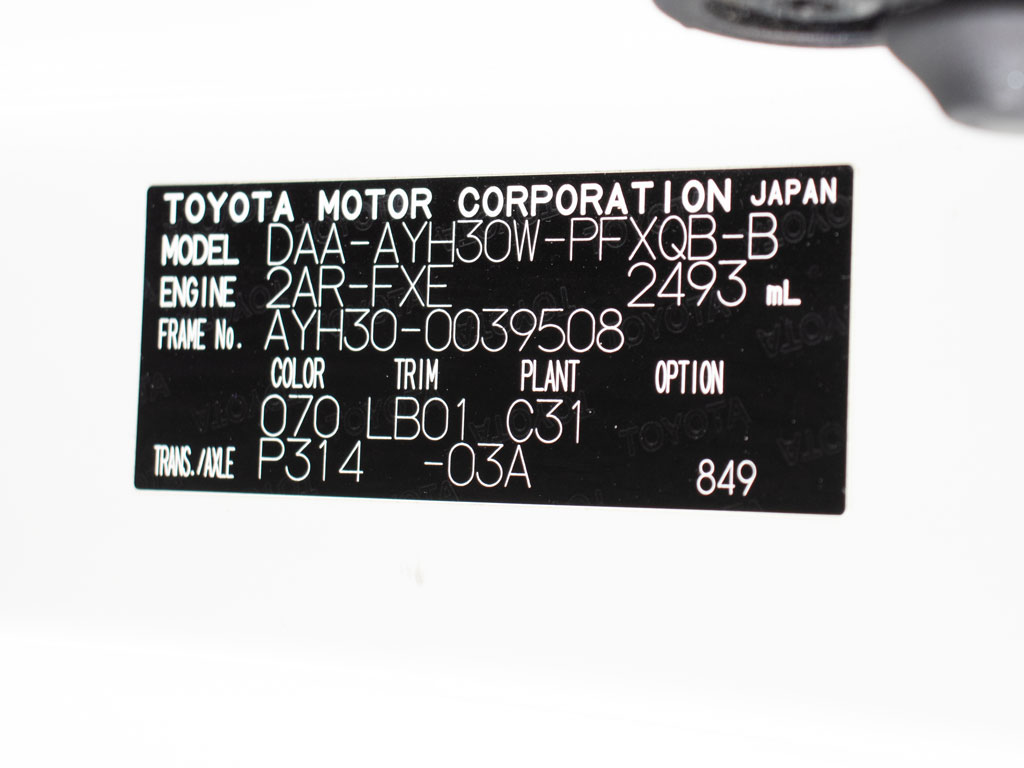 TOYOTA MOTOR CORPORATION JAPAN
MODEL DAA-AYH30W-PFXQB-B
ENGINE 2AR-FXE 2493 mL
FRAME No. AYH30-0039508
COLOR TRIM PLANT OPTION
070 LB01 C31
TRANS./AXLE P314 -03A 849